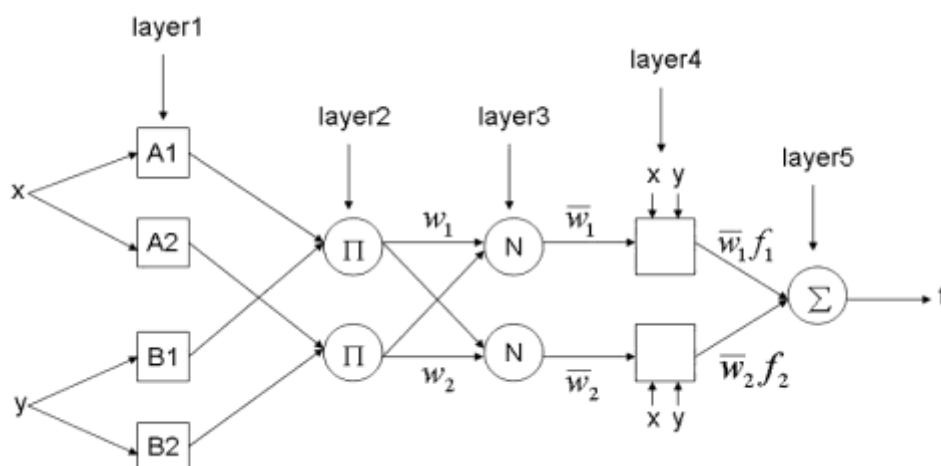 layer1
layer2
layer3
layer4
layer5
x
A1
A2
y
B1
B2
Π
Π
w₁
w₂
N
N
w̅₁
w̅₂
x y
x y
w̅₁f₁
w̅₂f₂
Σ
f